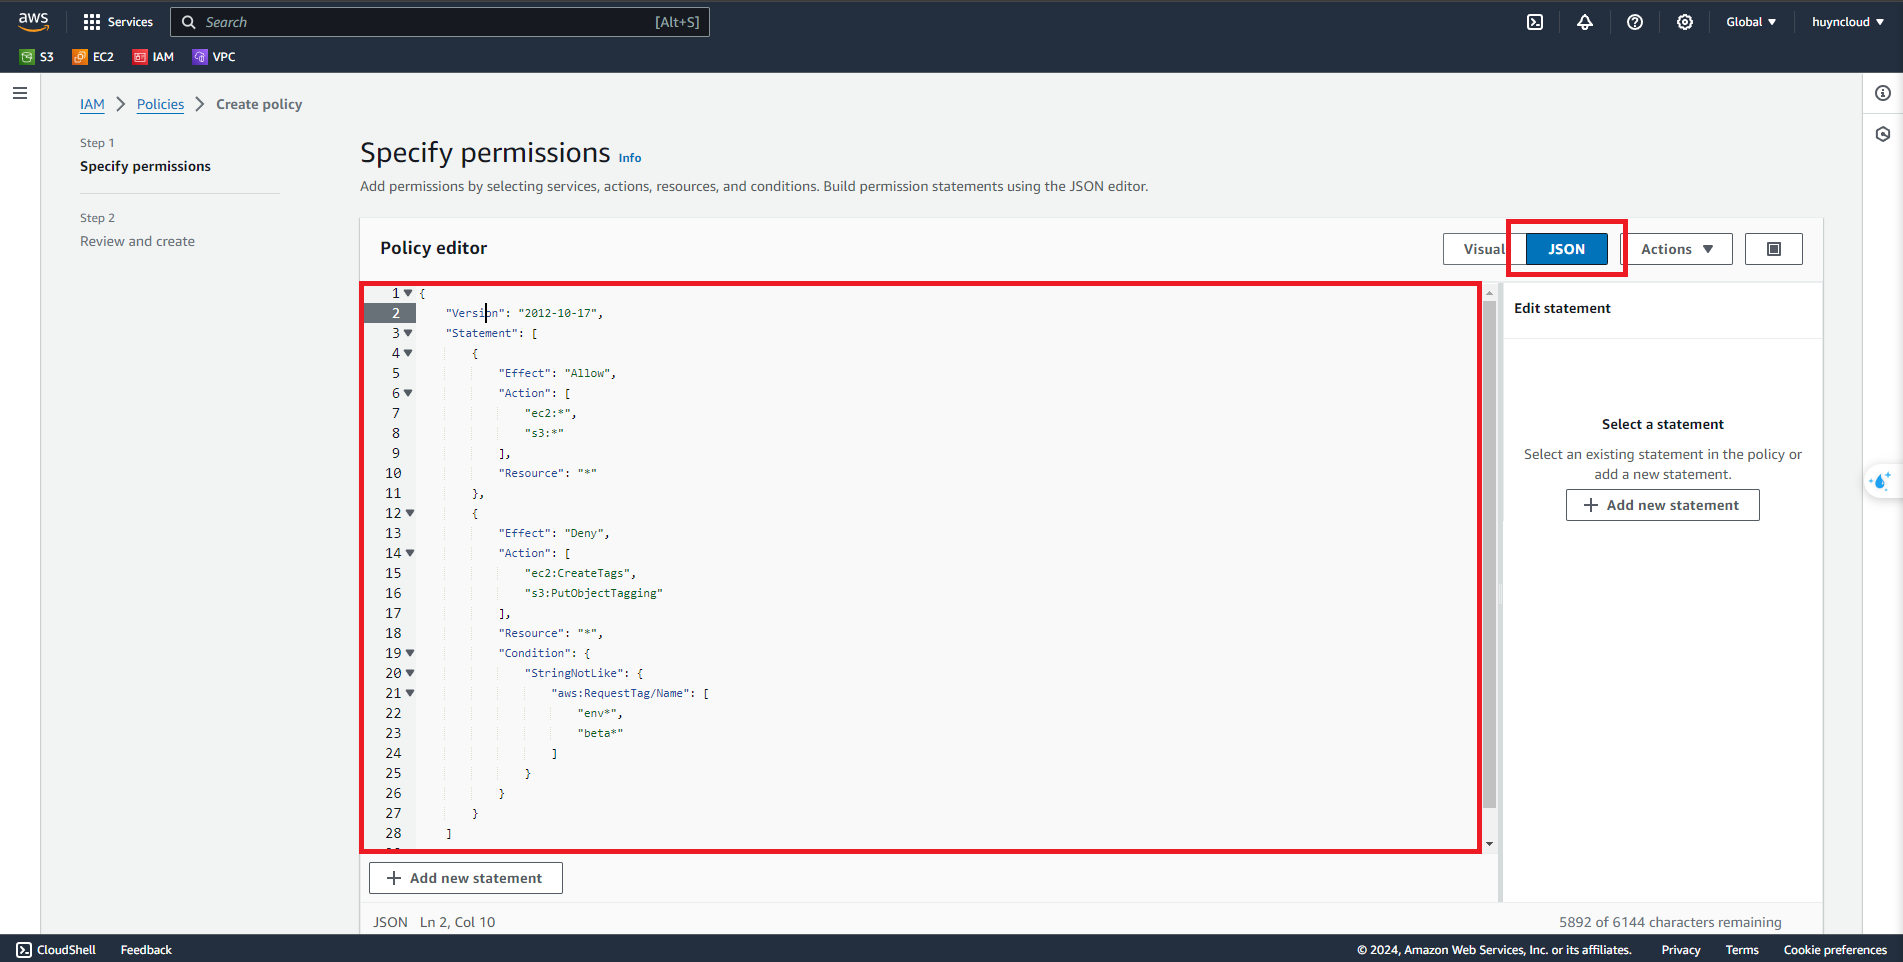 aws
Services
Search
[Alt+S]
Global
huyncloud
S3
EC2
IAM
VPC
IAM
Policies
Create policy
Step 1
Specify permissions
Step 2
Review and create
Specify permissions Info
Add permissions by selecting services, actions, resources, and conditions. Build permission statements using the JSON editor.
Policy editor
Visual
JSON
Actions
1 {
2 "Version": "2012-10-17",
3 "Statement": [
4 {
5 "Effect": "Allow",
6 "Action": [
7 "ec2:*",
8 "s3:*"
9 ],
10 "Resource": "*"
11 },
12 {
13 "Effect": "Deny",
14 "Action": [
15 "ec2:CreateTags",
16 "s3:PutObjectTagging"
17 ],
18 "Resource": "*",
19 "Condition": {
20 "StringNotLike": {
21 "aws:RequestTag/Name": [
22 "env*",
23 "beta*"
24 ]
25 }
26 }
27 }
28 ]
Add new statement
JSON Ln 2, Col 10
Edit statement
Select a statement
Select an existing statement in the policy or
add a new statement.
Add new statement
5892 of 6144 characters remaining
CloudShell
Feedback
© 2024, Amazon Web Services, Inc. or its affiliates.
Privacy
Terms
Cookie preferences